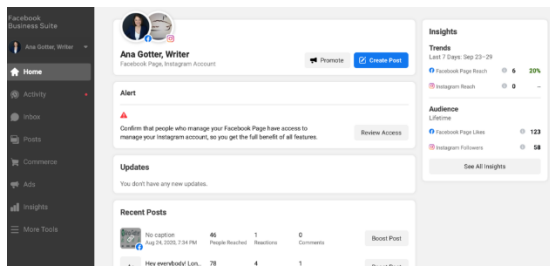 Facebook
Business Suite
Ana Gotter, Writer
Home
Activity
Inbox
Posts
Commerce
Ads
Insights
More Tools
Ana Gotter, Writer
Facebook Page, Instagram Account
Promote
Create Post
Alert
Confirm that people who manage your Facebook Page have access to
manage your Instagram account, so you get the full benefit of all features.
Review Access
Updates
You don't have any new updates.
Recent Posts
No caption
Aug 24, 2020, 7:34 PM
46
People Reached
1
Reactions
0
Comments
Boost Post
Hey everybody! Lon...
78
4
1
Boost Post
Insights
Trends
Last 7 Days: Sep 23–29
Facebook Page Reach 6 20%
Instagram Reach 0 --
Audience
Lifetime
Facebook Page Likes 123
Instagram Followers 58
See All Insights